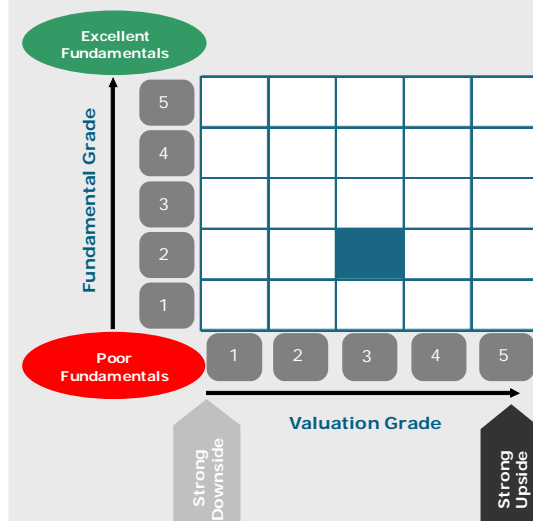 Excellent
Fundamentals
Fundamental Grade
5
4
3
2
1
Poor
Fundamentals
1 2 3 4 5
Valuation Grade
Strong
Downside
Strong
Upside